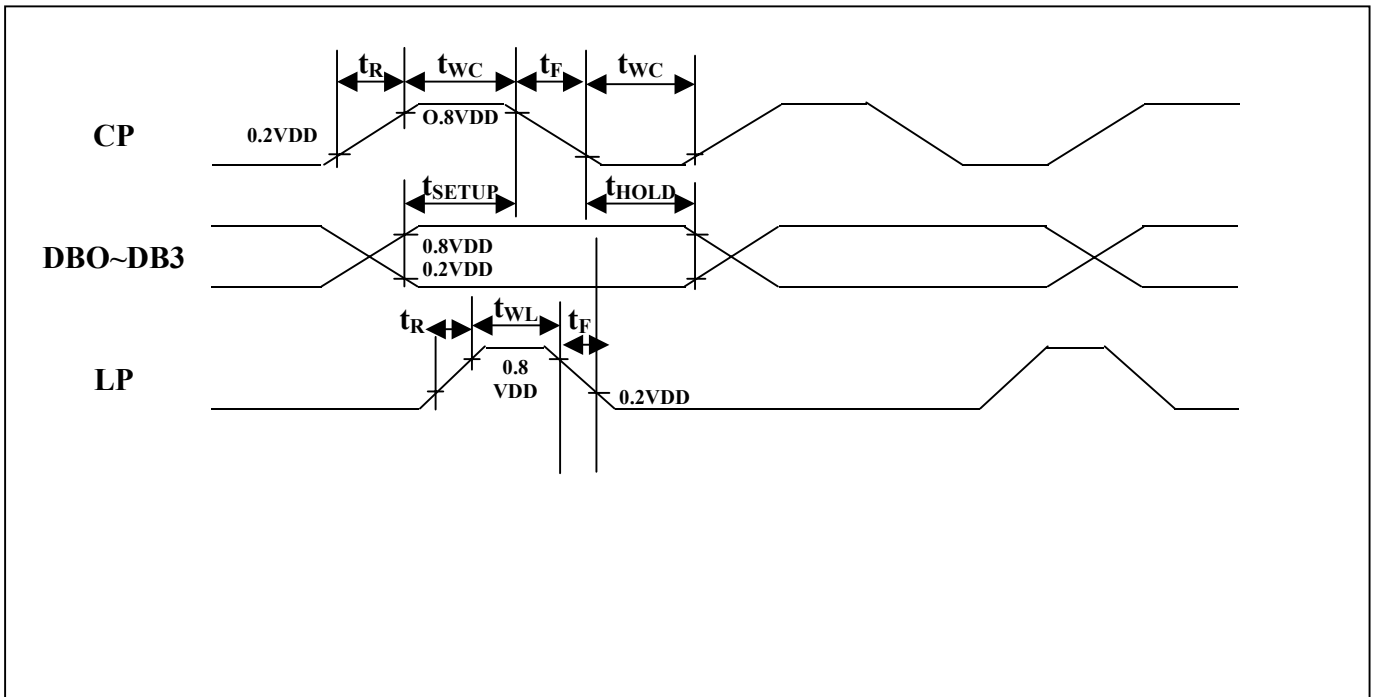 tR tWC tF tWC
CP 0.2VDD O.8VDD
tSETUP tHOLD
DBO~DB3 0.8VDD
0.2VDD
tR tWL tF
LP 0.8
VDD 0.2VDD